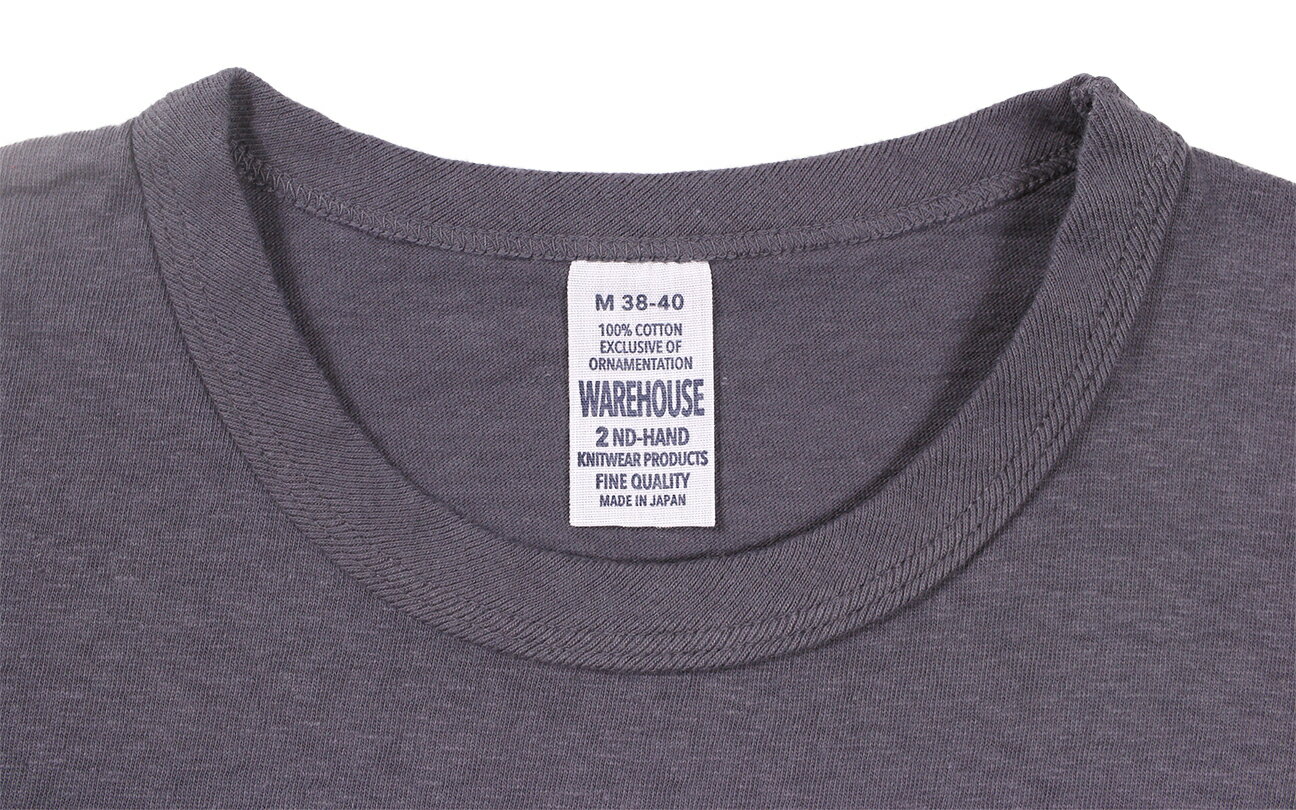 M 38-40
100% COTTON
EXCLUSIVE OF
ORNAMENTATION
WAREHOUSE
2 ND-HAND
KNITWEAR PRODUCTS
FINE QUALITY
MADE IN JAPAN